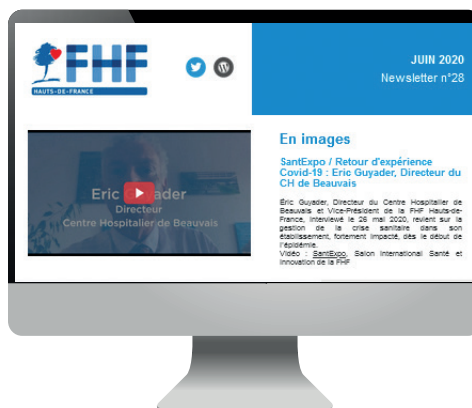 FHF
HAUTS-DE-FRANCE
JUIN 2020
Newsletter n°28
Eric Guyader
Directeur
Centre Hospitalier de Beauvais
En images
SantExpo / Retour d'expérience
Covid-19 : Eric Guyader, Directeur du
CH de Beauvais
Éric Guyader, Directeur du Centre Hospitalier de
Beauvais et Vice-Président de la FHF Hauts-de-
France, interviewé le 26 mai 2020, revient sur la
gestion de la crise sanitaire dans son
établissement, fortement impacté, dès le début de
l'épidémie.
Vidéo : SantExpo, Salon International Santé et
Innovation de la FHF